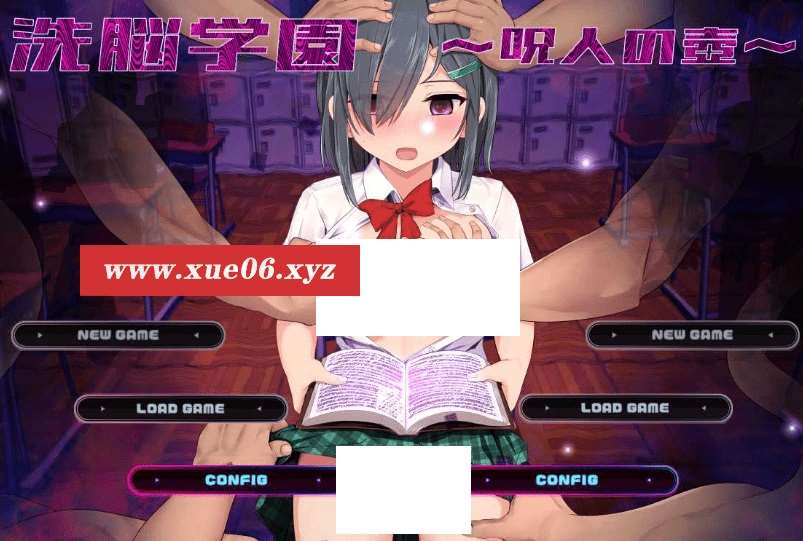 洗脳学園
～呪人の壺～
www.xue06.xyz
NEW GAME
NEW GAME
LOAD GAME
LOAD GAME
CONFIG
CONFIG